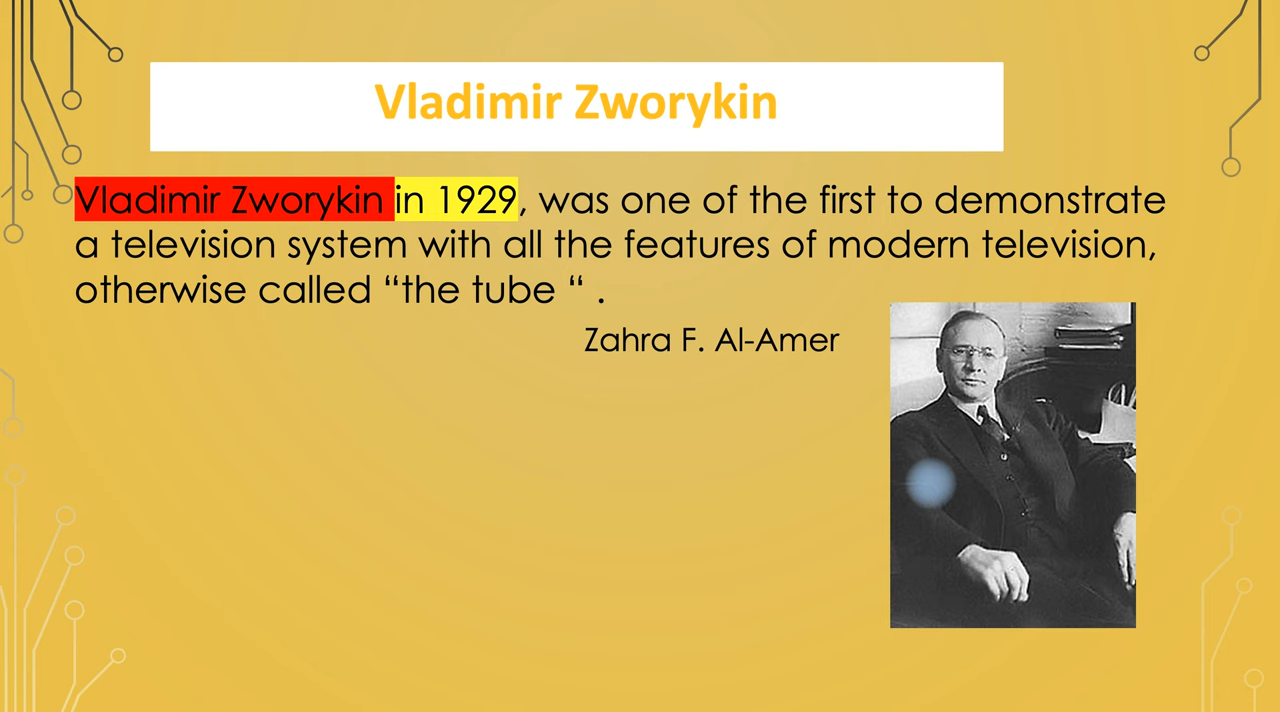 Vladimir Zworykin
Vladimir Zworykin in 1929, was one of the first to demonstrate
a television system with all the features of modern television,
otherwise called “the tube “ .
Zahra F. Al-Amer